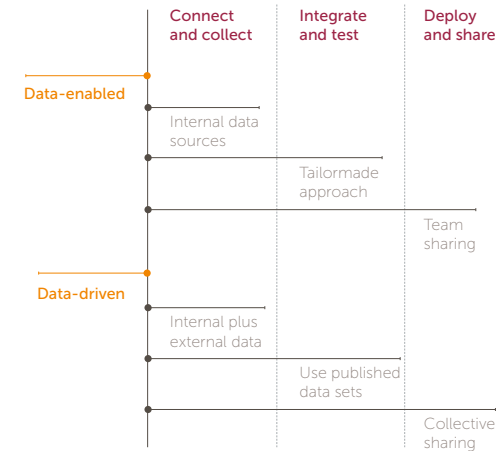 Connect
and collect
Integrate
and test
Deploy
and share
Data-enabled
Internal data
sources
Tailormade
approach
Team
sharing
Data-driven
Internal plus
external data
Use published
data sets
Collective
sharing